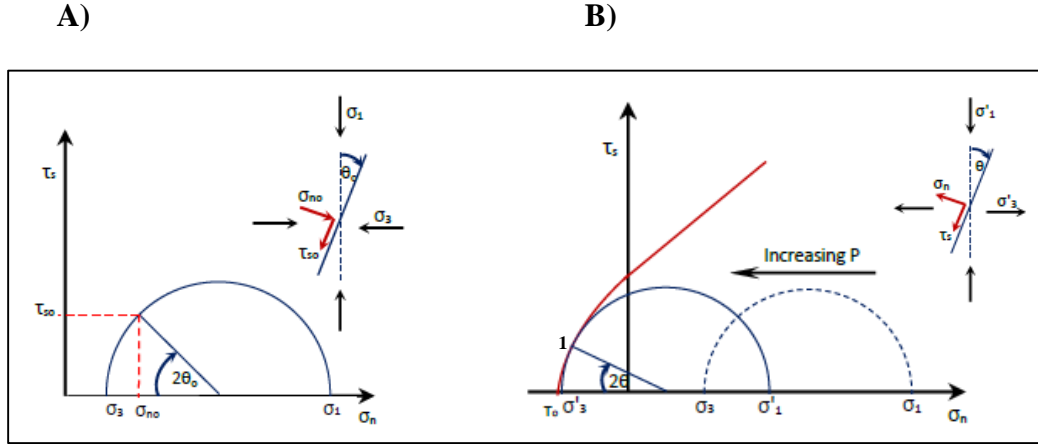 A)
B)
τₛ
σ₁
θₒ
σₙₒ
σ₃
τₛₒ
τₛₒ
2θₒ
σ₃
σₙₒ
σ₁
σₙ
τₛ
σ'₁
θ
σₙ
σ'₃
τₛ
Increasing P
1
2θ
Tₒ
σ'₃
σ₃
σ'₁
σ₁
σₙ